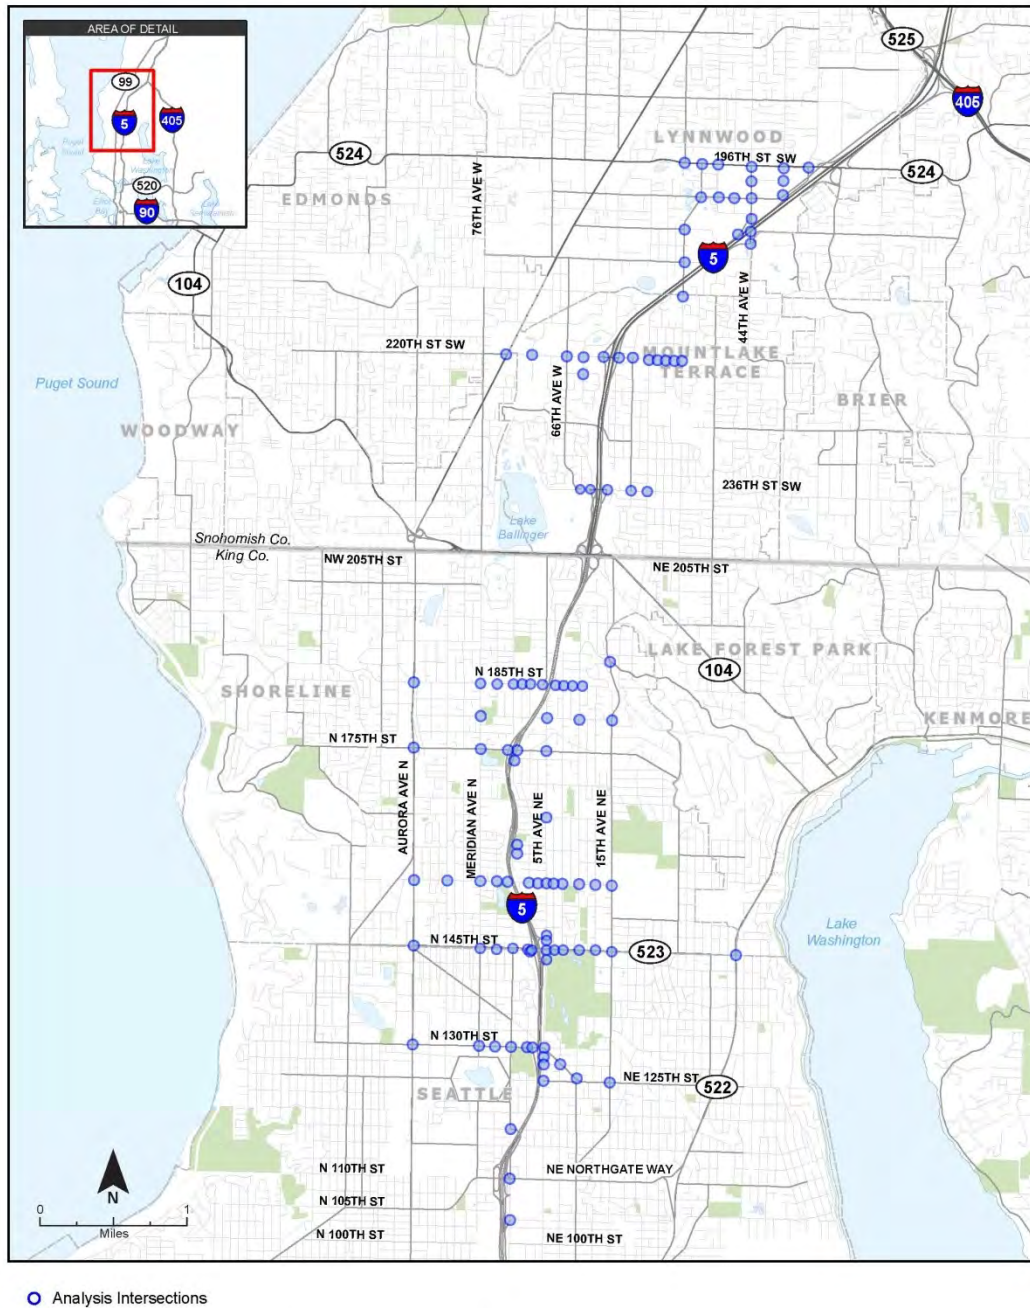 AREA OF DETAIL
99
5
405
Puget
Sound
Lake
Washington
520
90
525
405
LYNNWOOD
524
196TH ST SW
524
EDMONDS
76TH AVE W
5
104
44TH AVE W
220TH ST SW
MOUNTLAKE
TERRACE
Puget Sound
66TH AVE W
BRIER
WOODWAY
236TH ST SW
Lake
Ballinger
Snohomish Co.
King Co.
NW 205TH ST
NE 205TH ST
LAKE FOREST PARK
N 185TH ST
104
SHORELINE
KENMORE
N 175TH ST
AURORA AVE N
MERIDIAN AVE N
5TH AVE NE
15TH AVE NE
5
Lake
Washington
N 145TH ST
523
N 130TH ST
NE 125TH ST
522
SEATTLE
N 110TH ST
NE NORTHGATE WAY
N
N 105TH ST
0 1
Miles
N 100TH ST
NE 100TH ST
Analysis Intersections